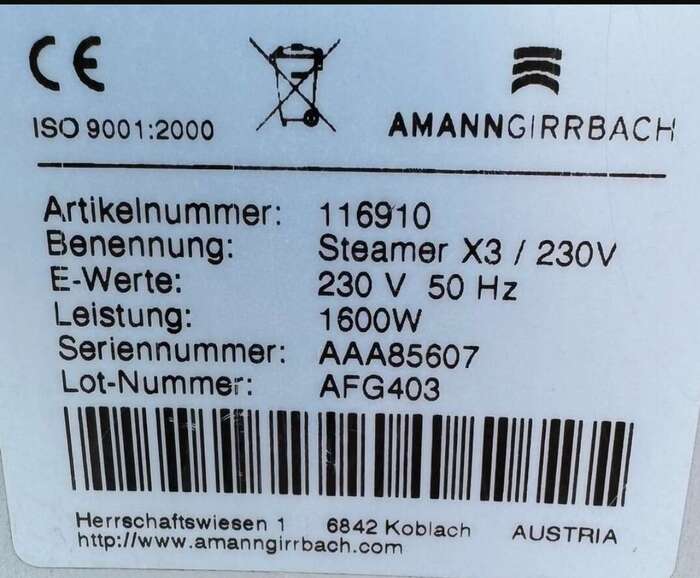 CE
ISO 9001:2000
AMANNGIRRBACH
Artikelnummer: 116910
Benennung: Steamer X3 / 230V
E-Werte: 230 V 50 Hz
Leistung: 1600W
Seriennummer: AAA85607
Lot-Nummer: AFG403
Herrschaftswiesen 1 6842 Koblach AUSTRIA
http://www.amanngirrbach.com